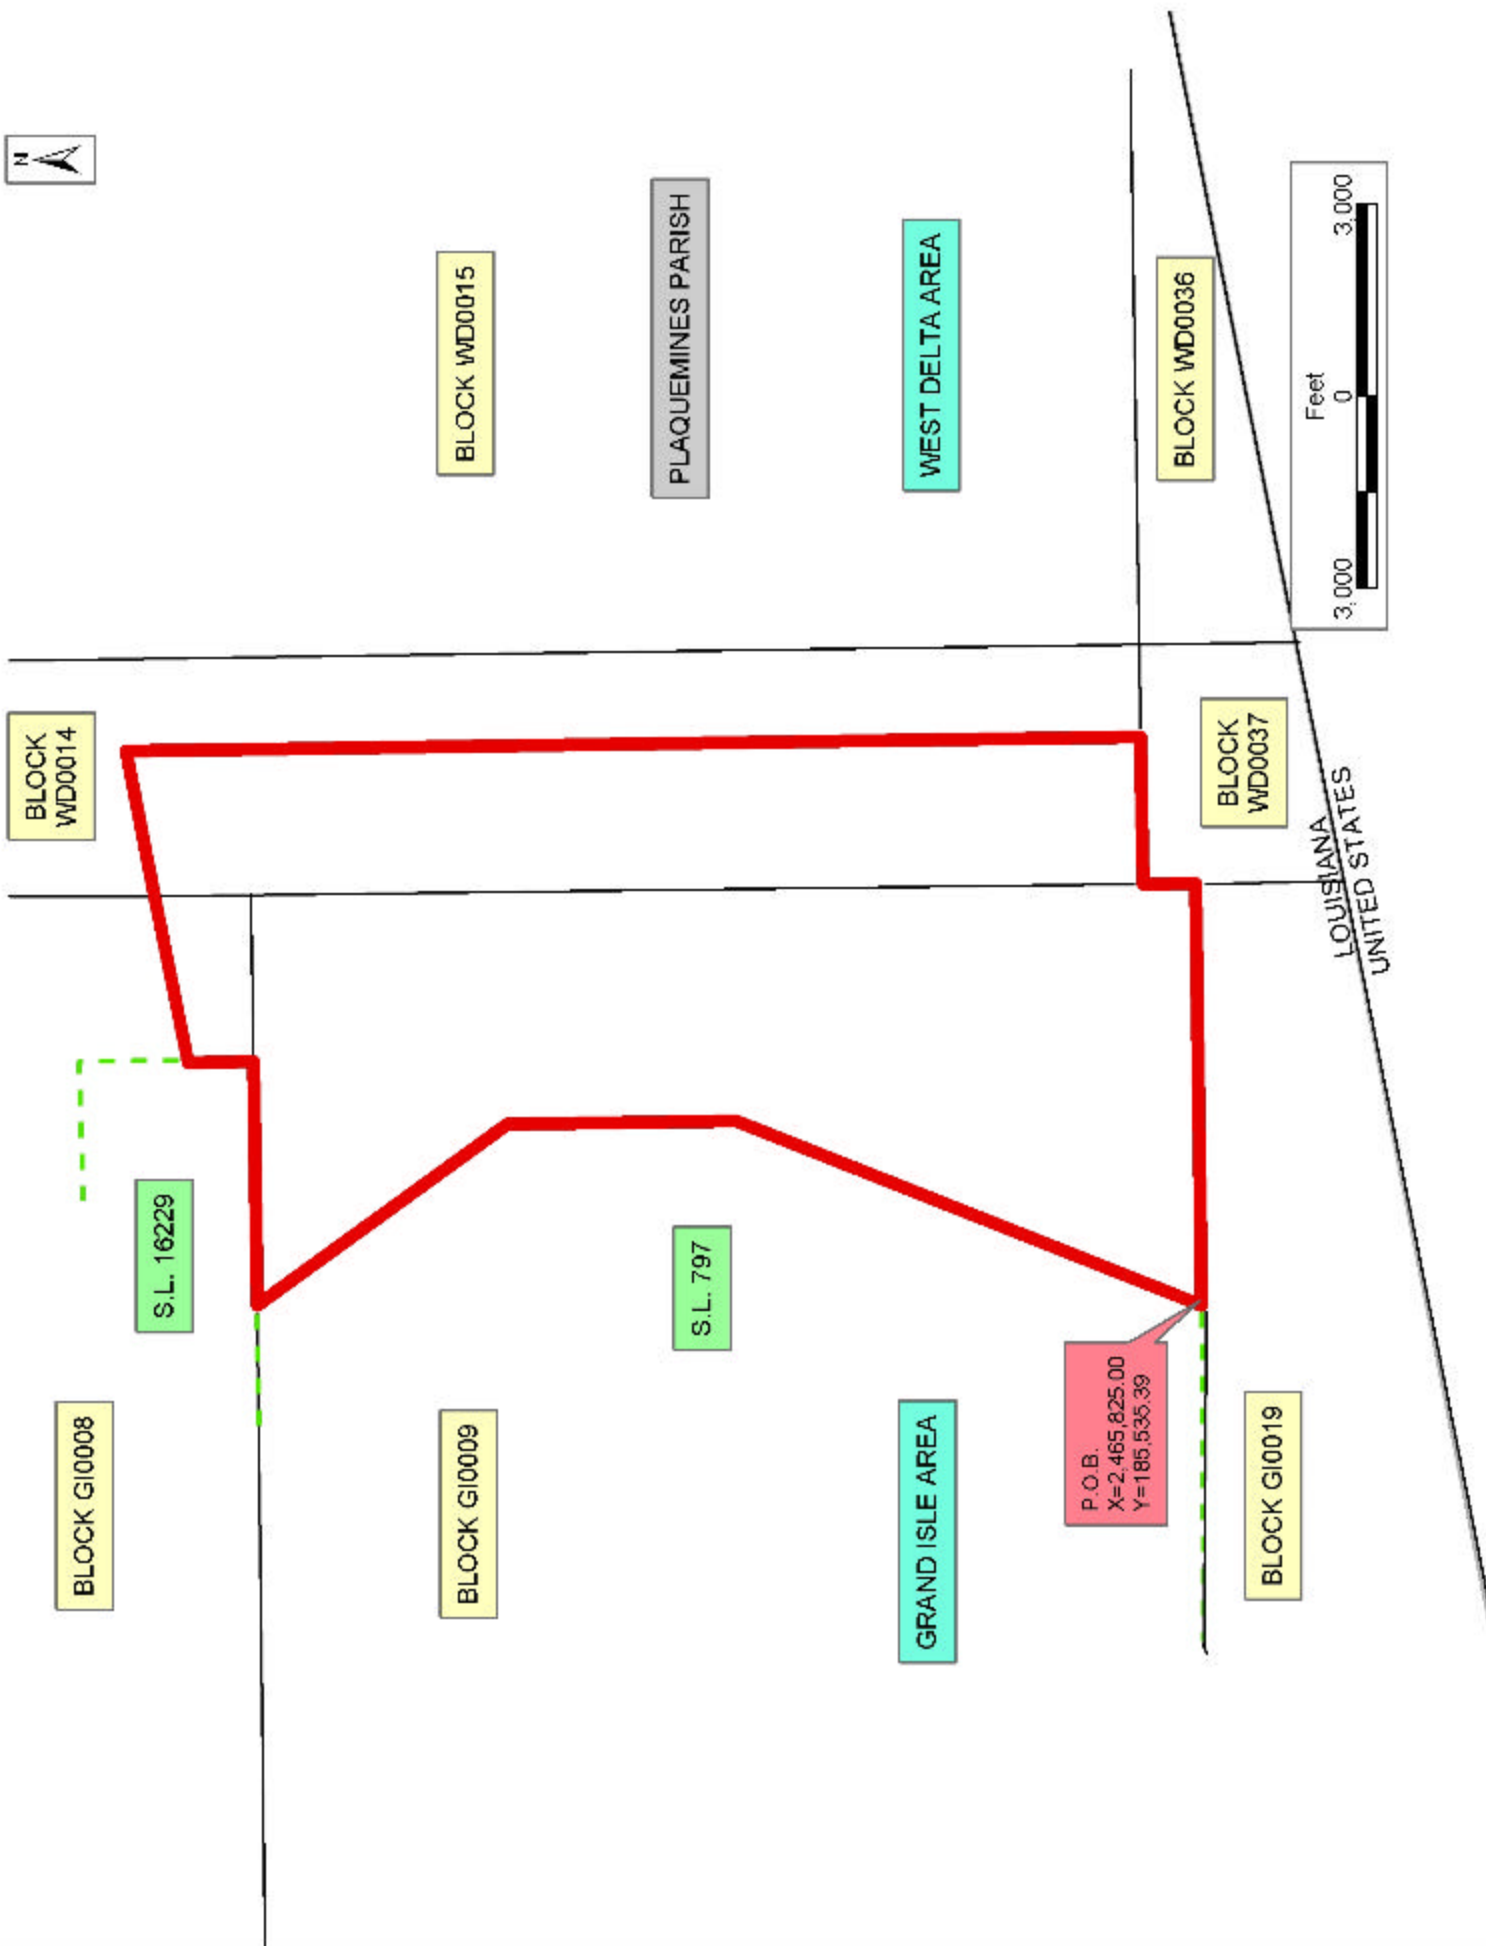 N
BLOCK GI0008
S.L. 16229
BLOCK
WD0014
BLOCK GI0009
BLOCK WD0015
S.L. 797
PLAQUEMINES PARISH
GRAND ISLE AREA
WEST DELTA AREA
P.O.B.
X=2,465,825.00
Y=185,535.39
BLOCK GI0019
BLOCK
WD0037
BLOCK WD0036
LOUISIANA
UNITED STATES
Feet
3,000 0 3,000